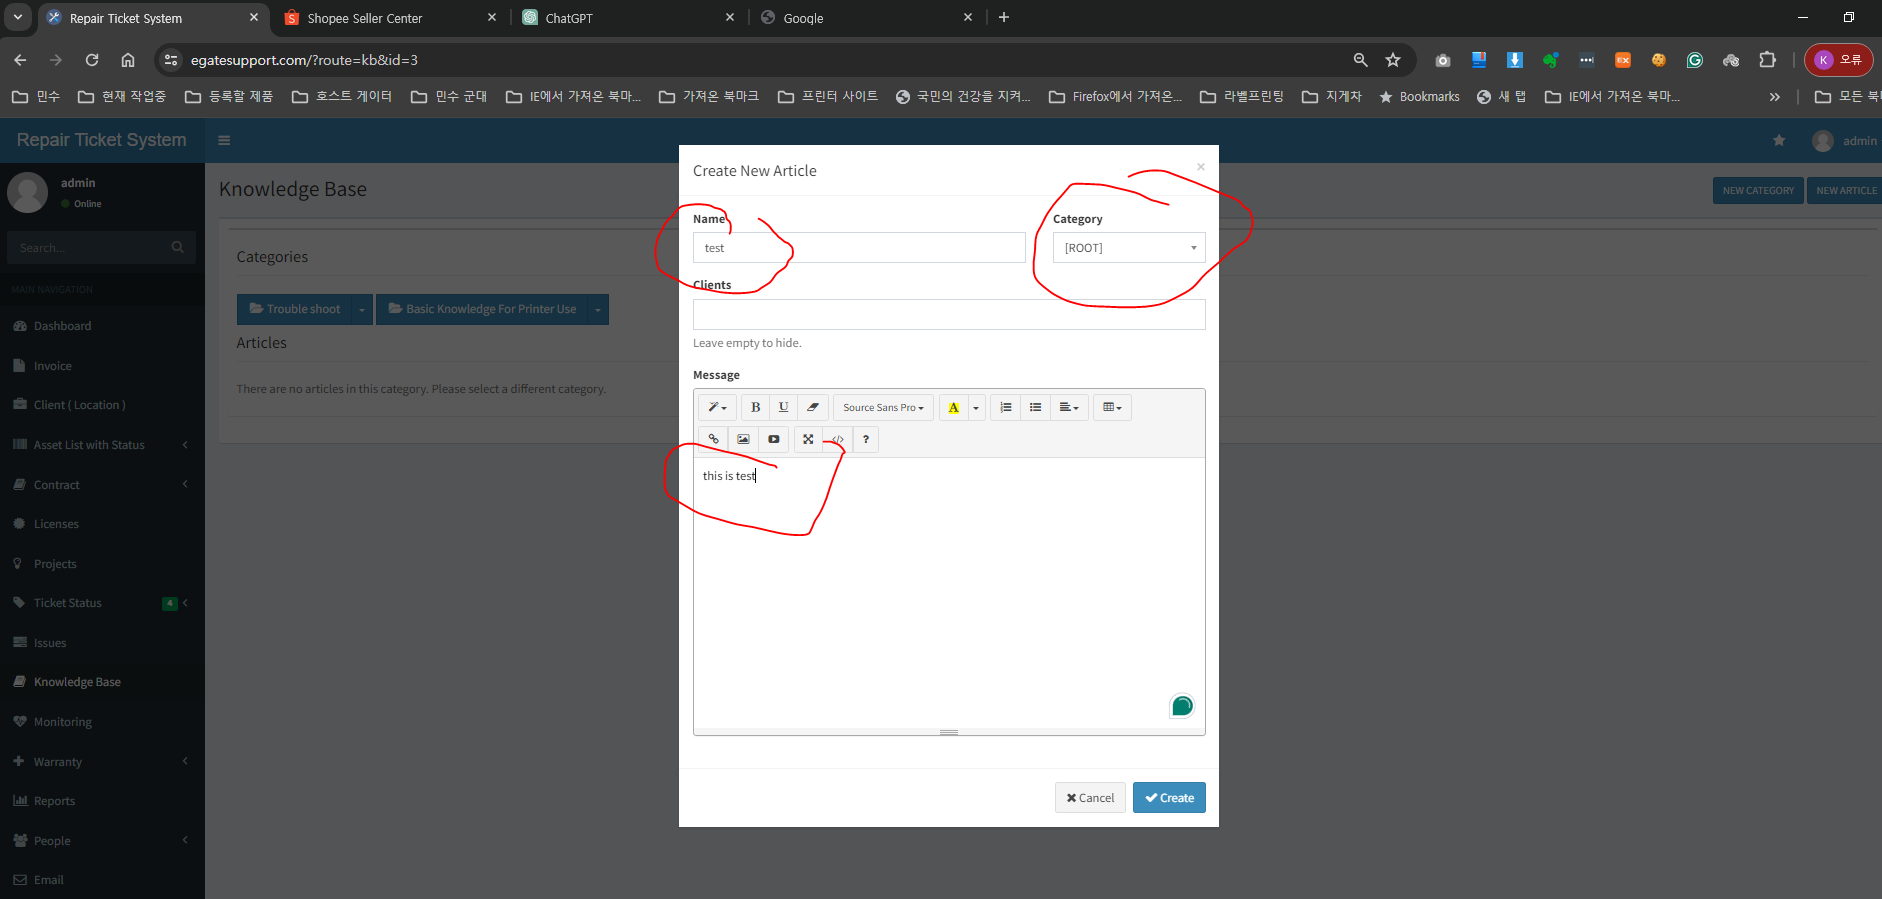 Repair Ticket System
Shopee Seller Center
ChatGPT
Google
egatesupport.com/?route=kb&id=3
K 오류
민수
현재 작업중
등록할 제품
호스트 게이터
민수 군대
IE에서 가져온 북마...
가져온 북마크
프린터 사이트
국민의 건강을 지켜...
Firefox에서 가져온...
라벨프린팅
지게차
Bookmarks
새 탭
IE에서 가져온 북마...
모든 북마
Repair Ticket System
admin
admin
Online
Search...
MAIN NAVIGATION
Dashboard
Invoice
Client ( Location )
Asset List with Status
Contract
Licenses
Projects
Ticket Status 4
Issues
Knowledge Base
Monitoring
Warranty
Reports
People
Email
Knowledge Base
NEW CATEGORY
NEW ARTICLE
Categories
Trouble shoot
Basic Knowledge For Printer Use
Articles
There are no articles in this category. Please select a different category.
Create New Article
×
Name
Category
test
[ROOT]
Clients
Leave empty to hide.
Message
B
U
Source Sans Pro
A
</>
?
this is test
Cancel
Create